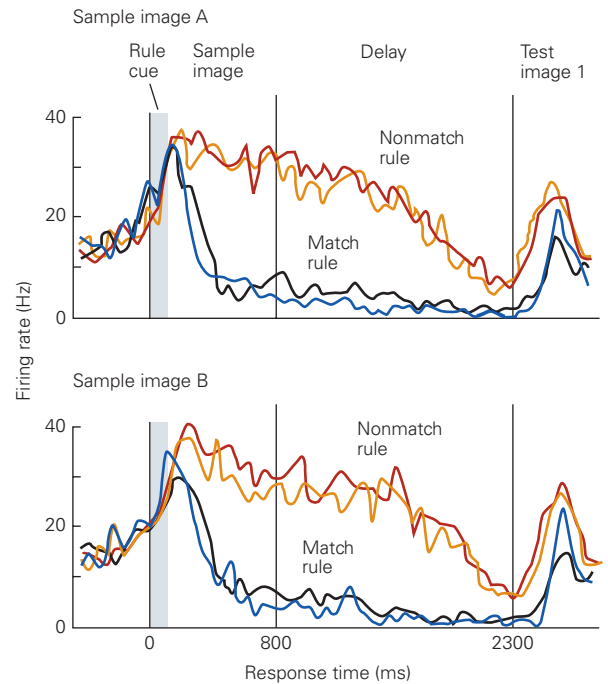 Sample image A
Rule
cue
Sample
image
Delay
Test
image 1
40
20
0
Nonmatch
rule
Match
rule
Firing rate (Hz)
Sample image B
40
20
0
Nonmatch
rule
Match
rule
0
800
2300
Response time (ms)